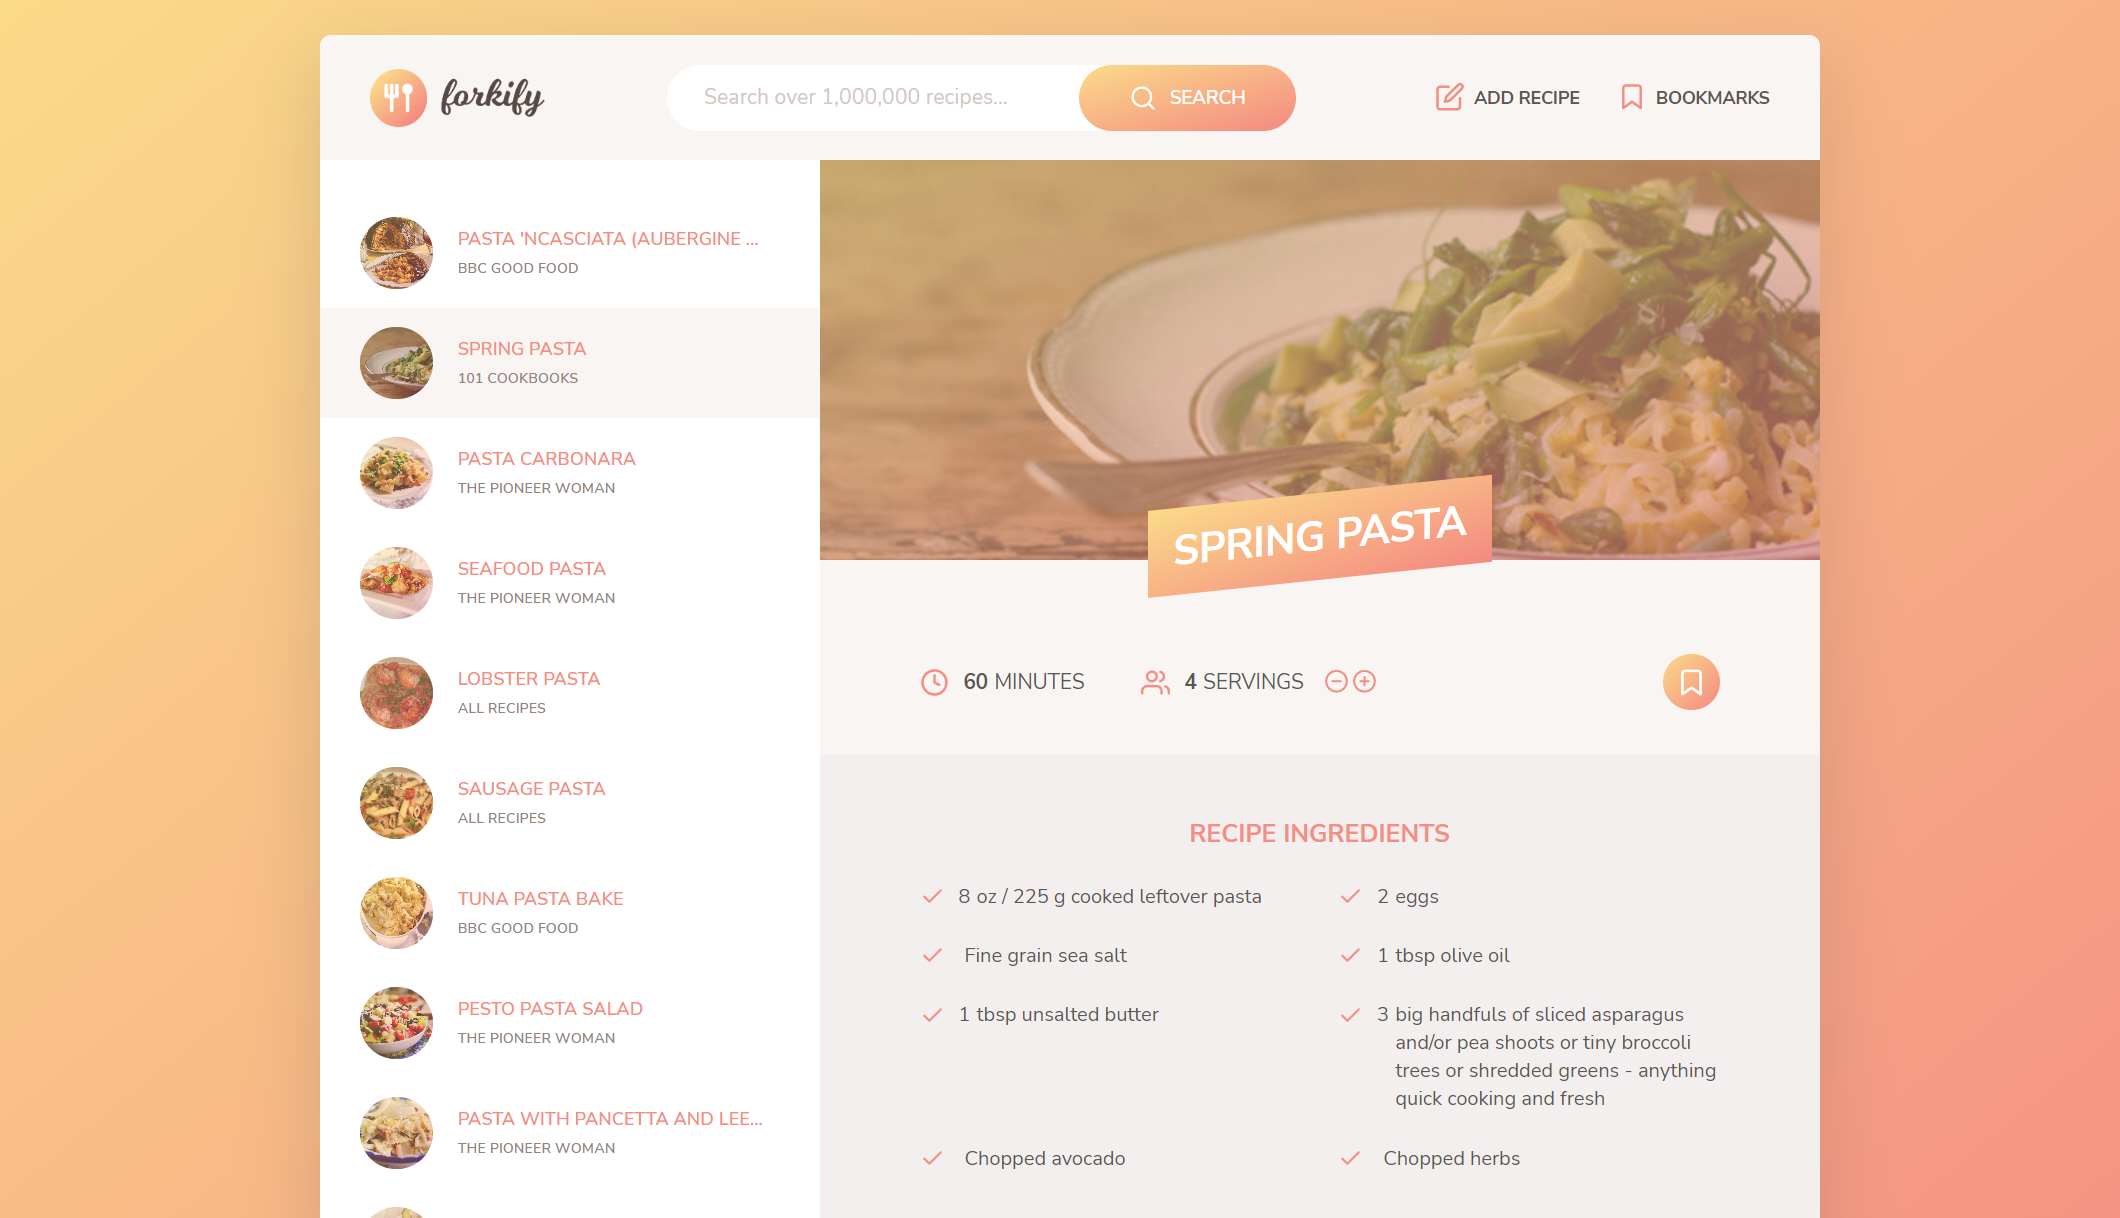 forkify
Search over 1,000,000 recipes...
SEARCH
ADD RECIPE
BOOKMARKS
PASTA 'NCASCIATA (AUBERGINE ...
BBC GOOD FOOD
SPRING PASTA
101 COOKBOOKS
PASTA CARBONARA
THE PIONEER WOMAN
SEAFOOD PASTA
THE PIONEER WOMAN
LOBSTER PASTA
ALL RECIPES
SAUSAGE PASTA
ALL RECIPES
TUNA PASTA BAKE
BBC GOOD FOOD
PESTO PASTA SALAD
THE PIONEER WOMAN
PASTA WITH PANCETTA AND LEE...
THE PIONEER WOMAN
SPRING PASTA
60 MINUTES
4 SERVINGS
RECIPE INGREDIENTS
8 oz / 225 g cooked leftover pasta
2 eggs
Fine grain sea salt
1 tbsp olive oil
1 tbsp unsalted butter
3 big handfuls of sliced asparagus
and/or pea shoots or tiny broccoli
trees or shredded greens - anything
quick cooking and fresh
Chopped avocado
Chopped herbs